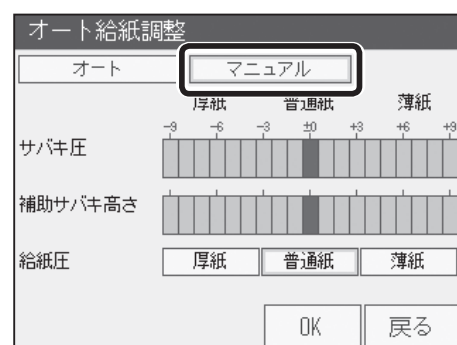 オート給紙調整
オート マニュアル
厚紙 普通紙 薄紙
-9 -6 -3 ±0 +3 +6 +9
サバキ圧
補助サバキ高さ
給紙圧 厚紙 普通紙 薄紙
OK 戻る